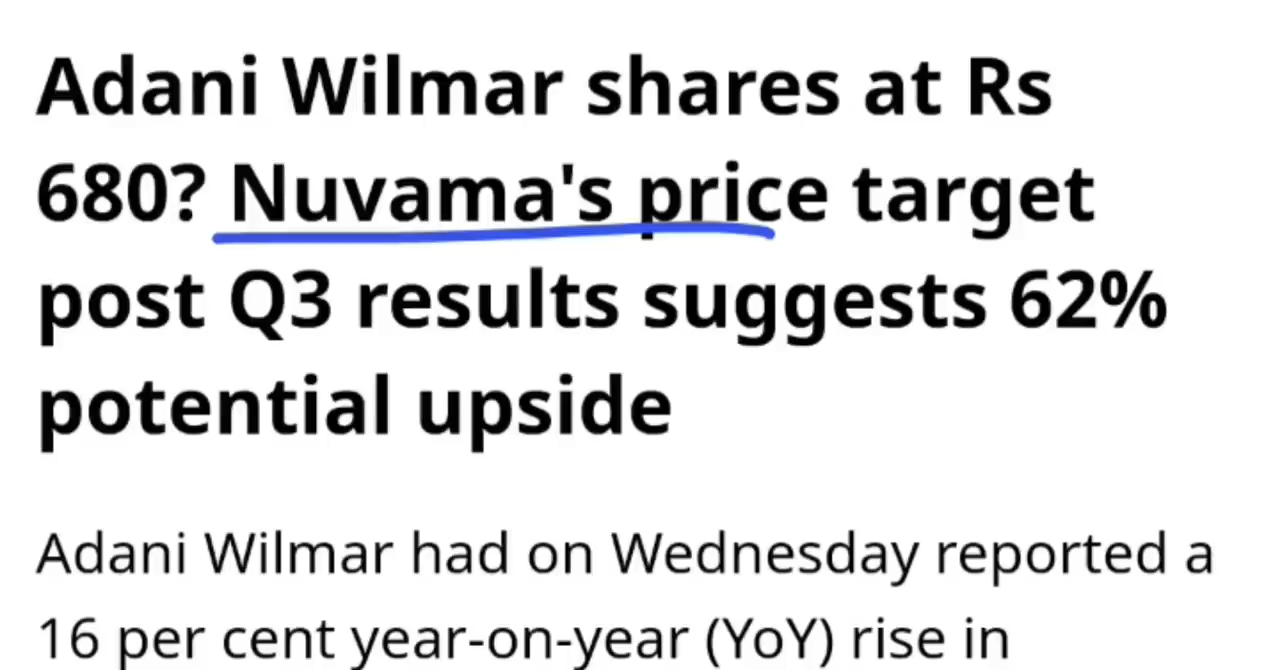 Adani Wilmar shares at Rs
680? Nuvama's price target
post Q3 results suggests 62%
potential upside
Adani Wilmar had on Wednesday reported a
16 per cent year-on-year (YoY) rise in